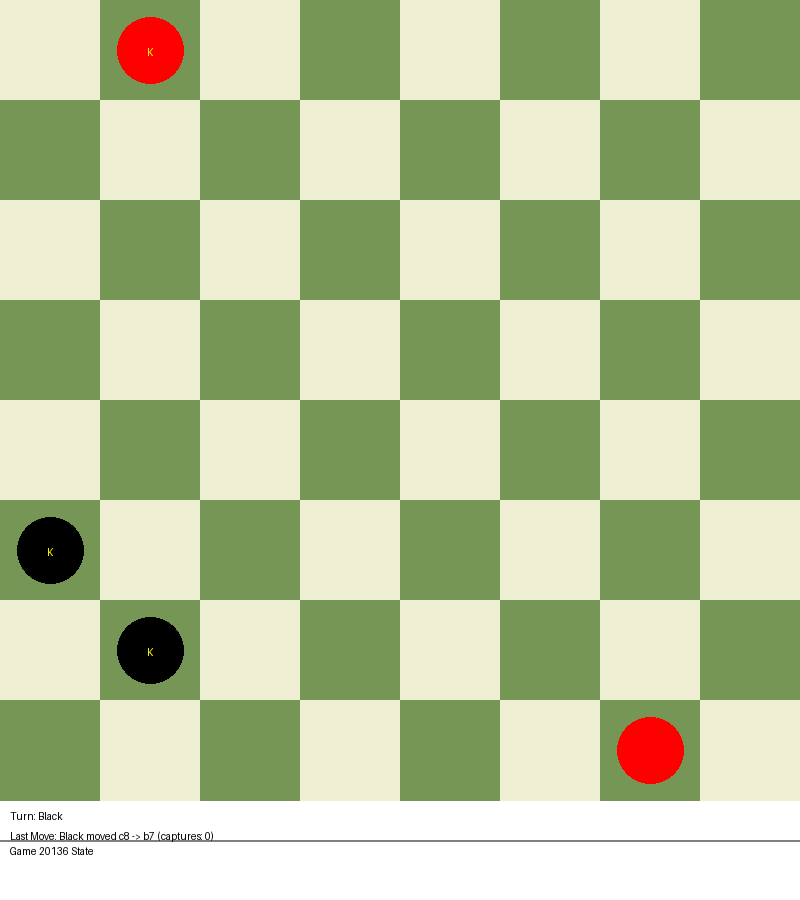 K
K
K
Turn: Black
Last Move: Black moved c8 -> b7 (captures: 0)
Game 20136 State